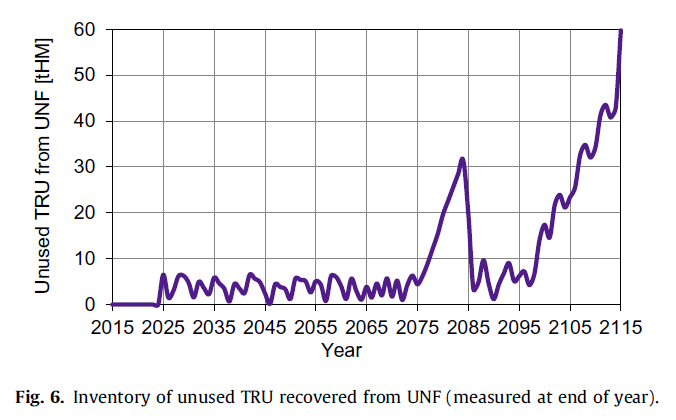 60
50
40
30
20
10
0
Unused TRU from UNF [tHM]
2015 2025 2035 2045 2055 2065 2075 2085 2095 2105 2115
Year
Fig. 6. Inventory of unused TRU recovered from UNF (measured at end of year).